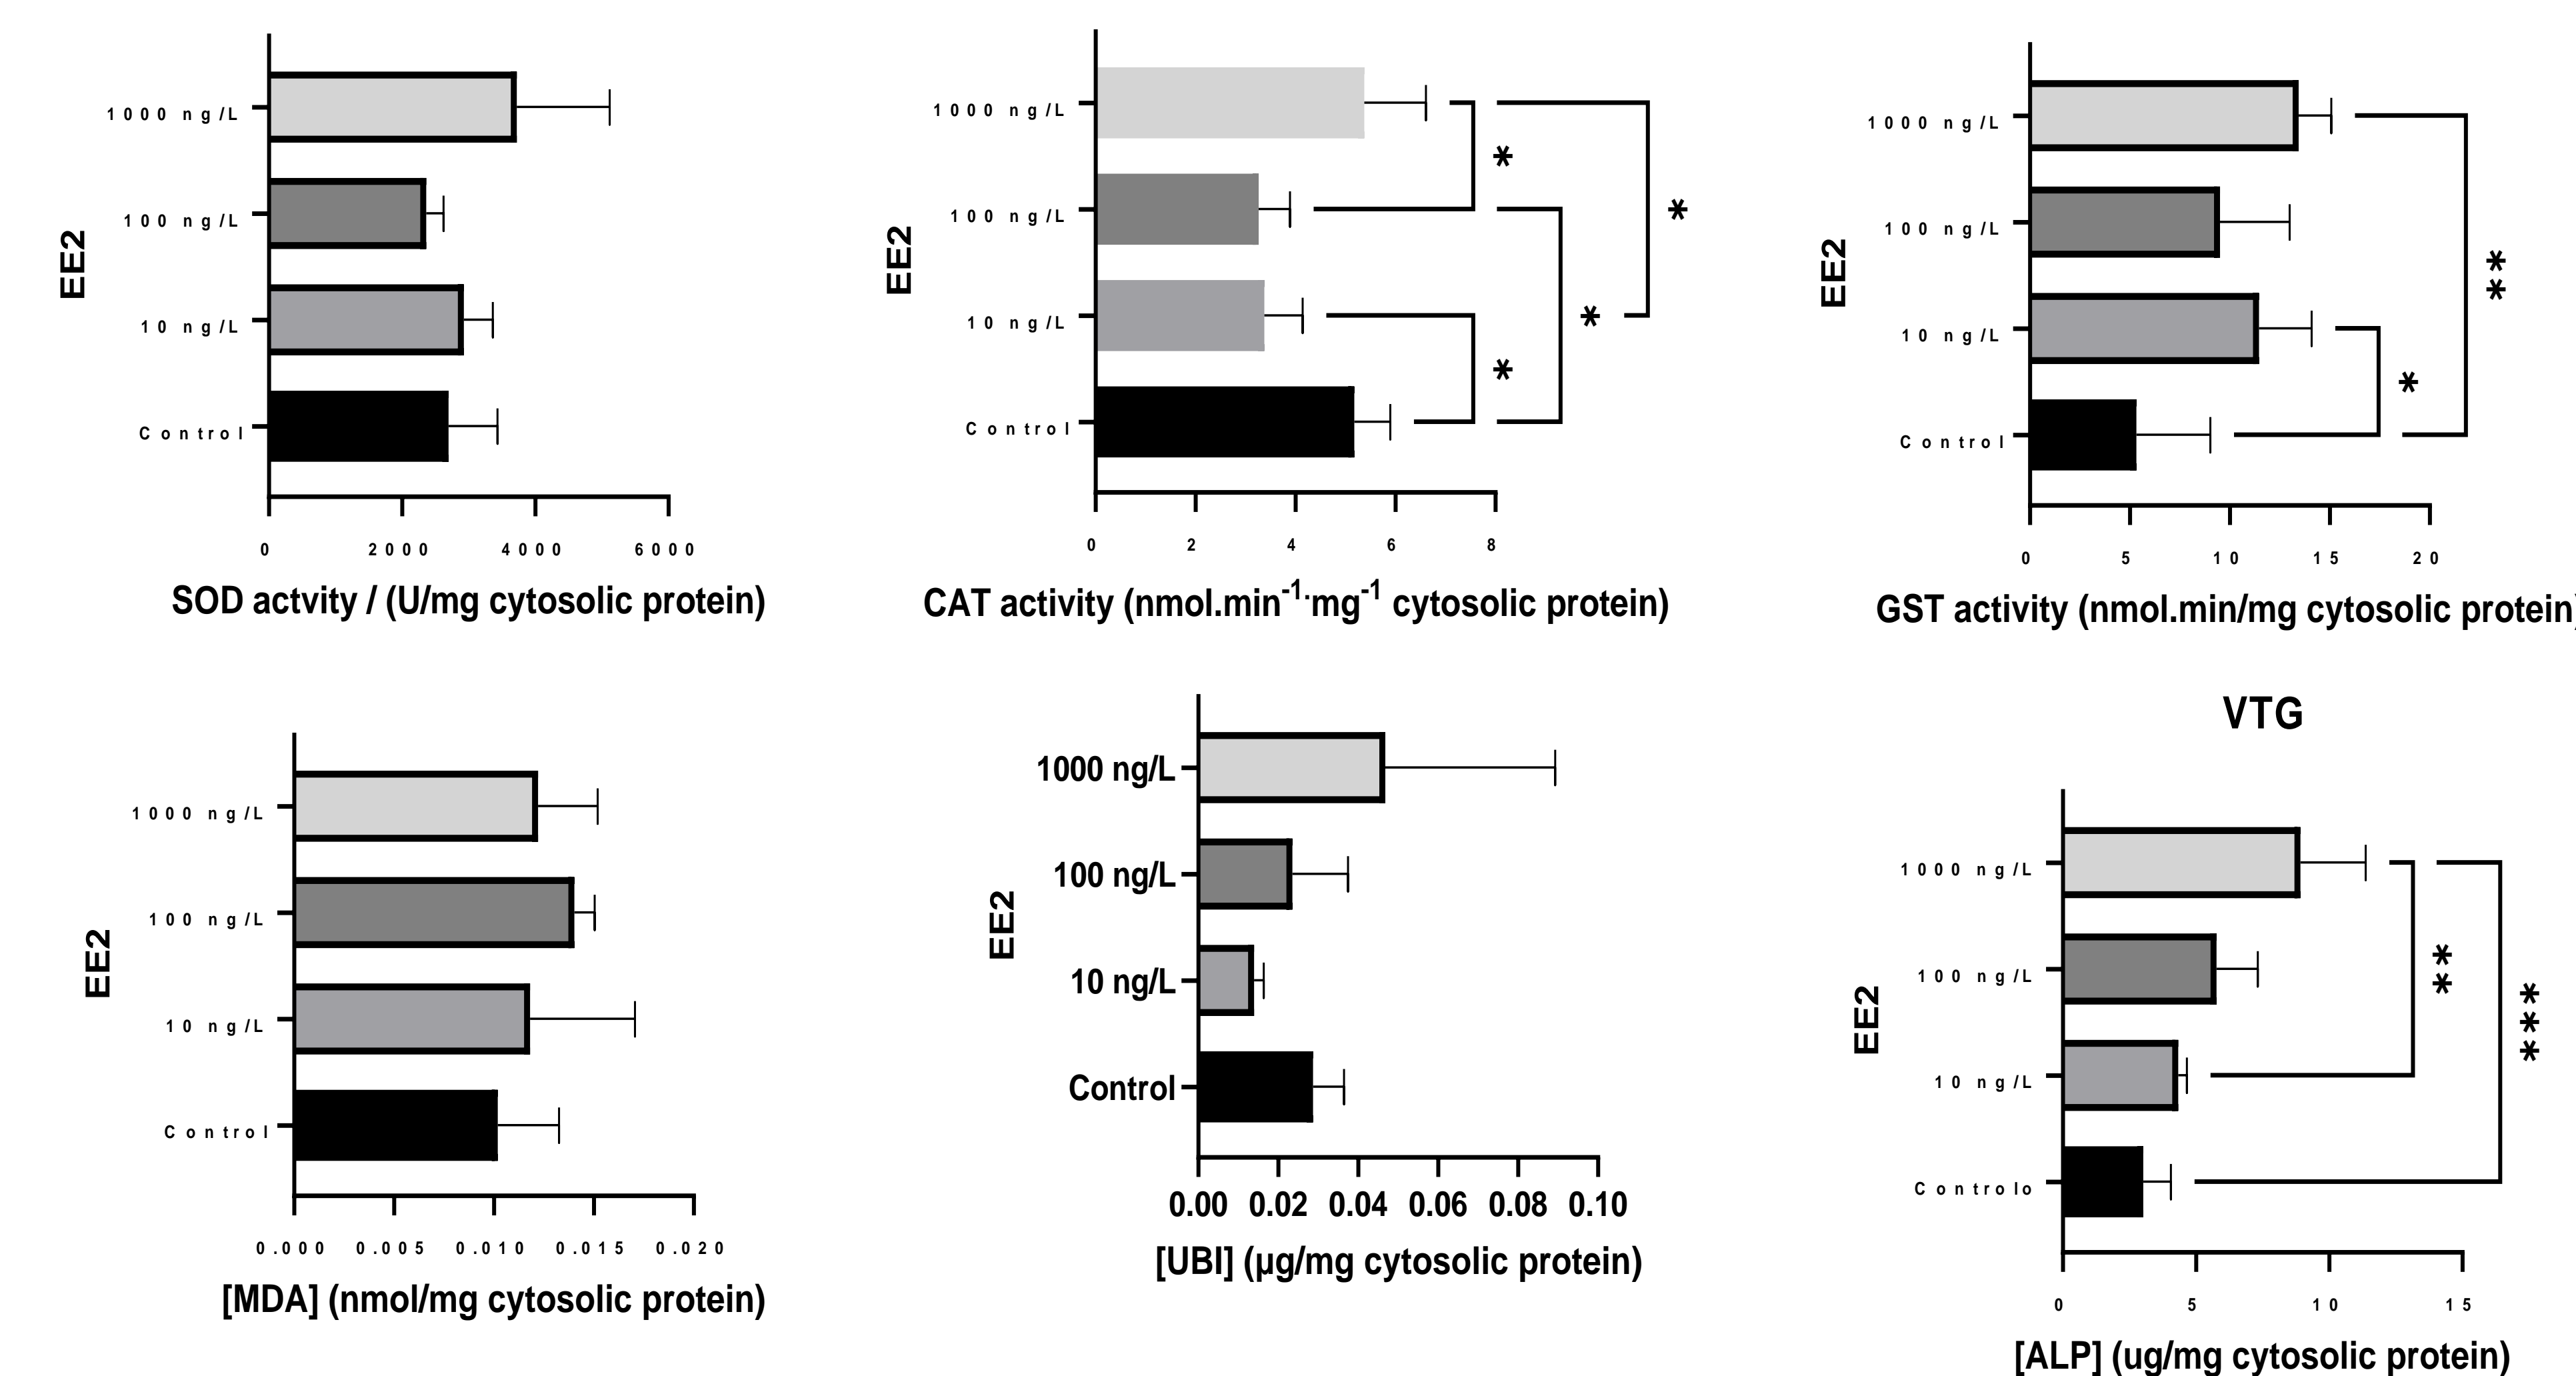 EE2
1000 ng/L
100 ng/L
10 ng/L
Control
0 2000 4000 6000
SOD actvity / (U/mg cytosolic protein)
EE2
1000 ng/L
*
100 ng/L
*
10 ng/L
*
*
Control
0 2 4 6 8
CAT activity (nmol.min-1.mg-1 cytosolic protein)
EE2
1000 ng/L
100 ng/L
**
10 ng/L
*
Control
0 5 10 15 20
GST activity (nmol.min/mg cytosolic protein)
EE2
1000 ng/L
100 ng/L
10 ng/L
Control
0.000 0.005 0.010 0.015 0.020
[MDA] (nmol/mg cytosolic protein)
EE2
1000 ng/L
100 ng/L
10 ng/L
Control
0.00 0.02 0.04 0.06 0.08 0.10
[UBI] (µg/mg cytosolic protein)
VTG
EE2
1000 ng/L
100 ng/L
**
***
10 ng/L
Controlo
0 5 10 15
[ALP] (ug/mg cytosolic protein)